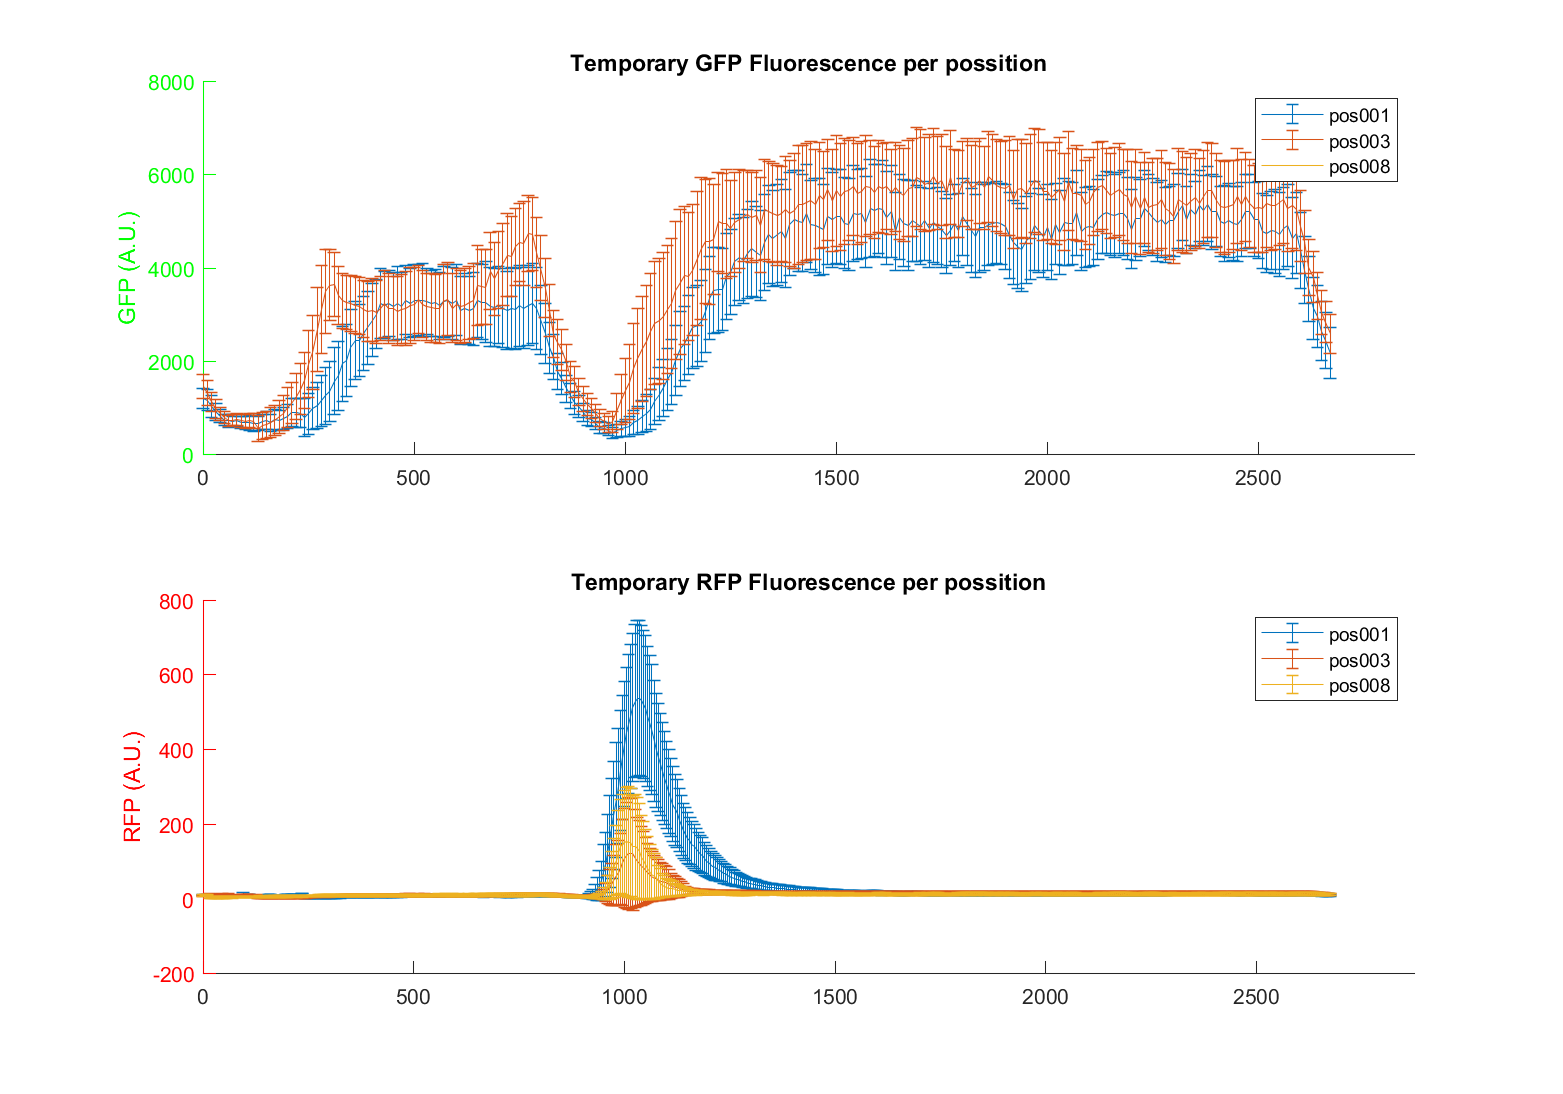 Temporary GFP Fluorescence per possition
8000
6000
4000
2000
0
GFP (A.U.)
pos001
pos003
pos008
0 500 1000 1500 2000 2500
Temporary RFP Fluorescence per possition
800
600
400
200
0
-200
RFP (A.U.)
pos001
pos003
pos008
0 500 1000 1500 2000 2500